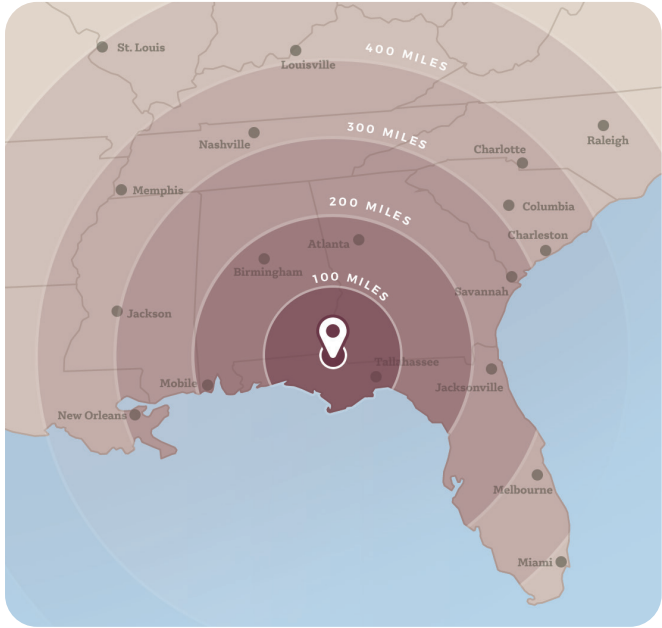 St. Louis
400 MILES
Louisville
Raleigh
300 MILES
Nashville
Charlotte
Memphis
200 MILES
Columbia
Charleston
Atlanta
Birmingham
100 MILES
Savannah
Jackson
Tallahassee
Mobile
Jacksonville
New Orleans
Melbourne
Miami